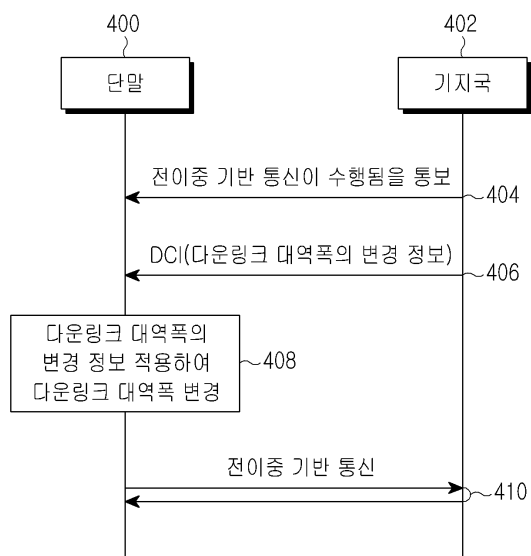 400
402
단말
기지국
전이중 기반 통신이 수행됨을 통보
404
DCI(다운링크 대역폭의 변경 정보)
406
다운링크 대역폭의
변경 정보 적용하여
다운링크 대역폭 변경
408
전이중 기반 통신
410